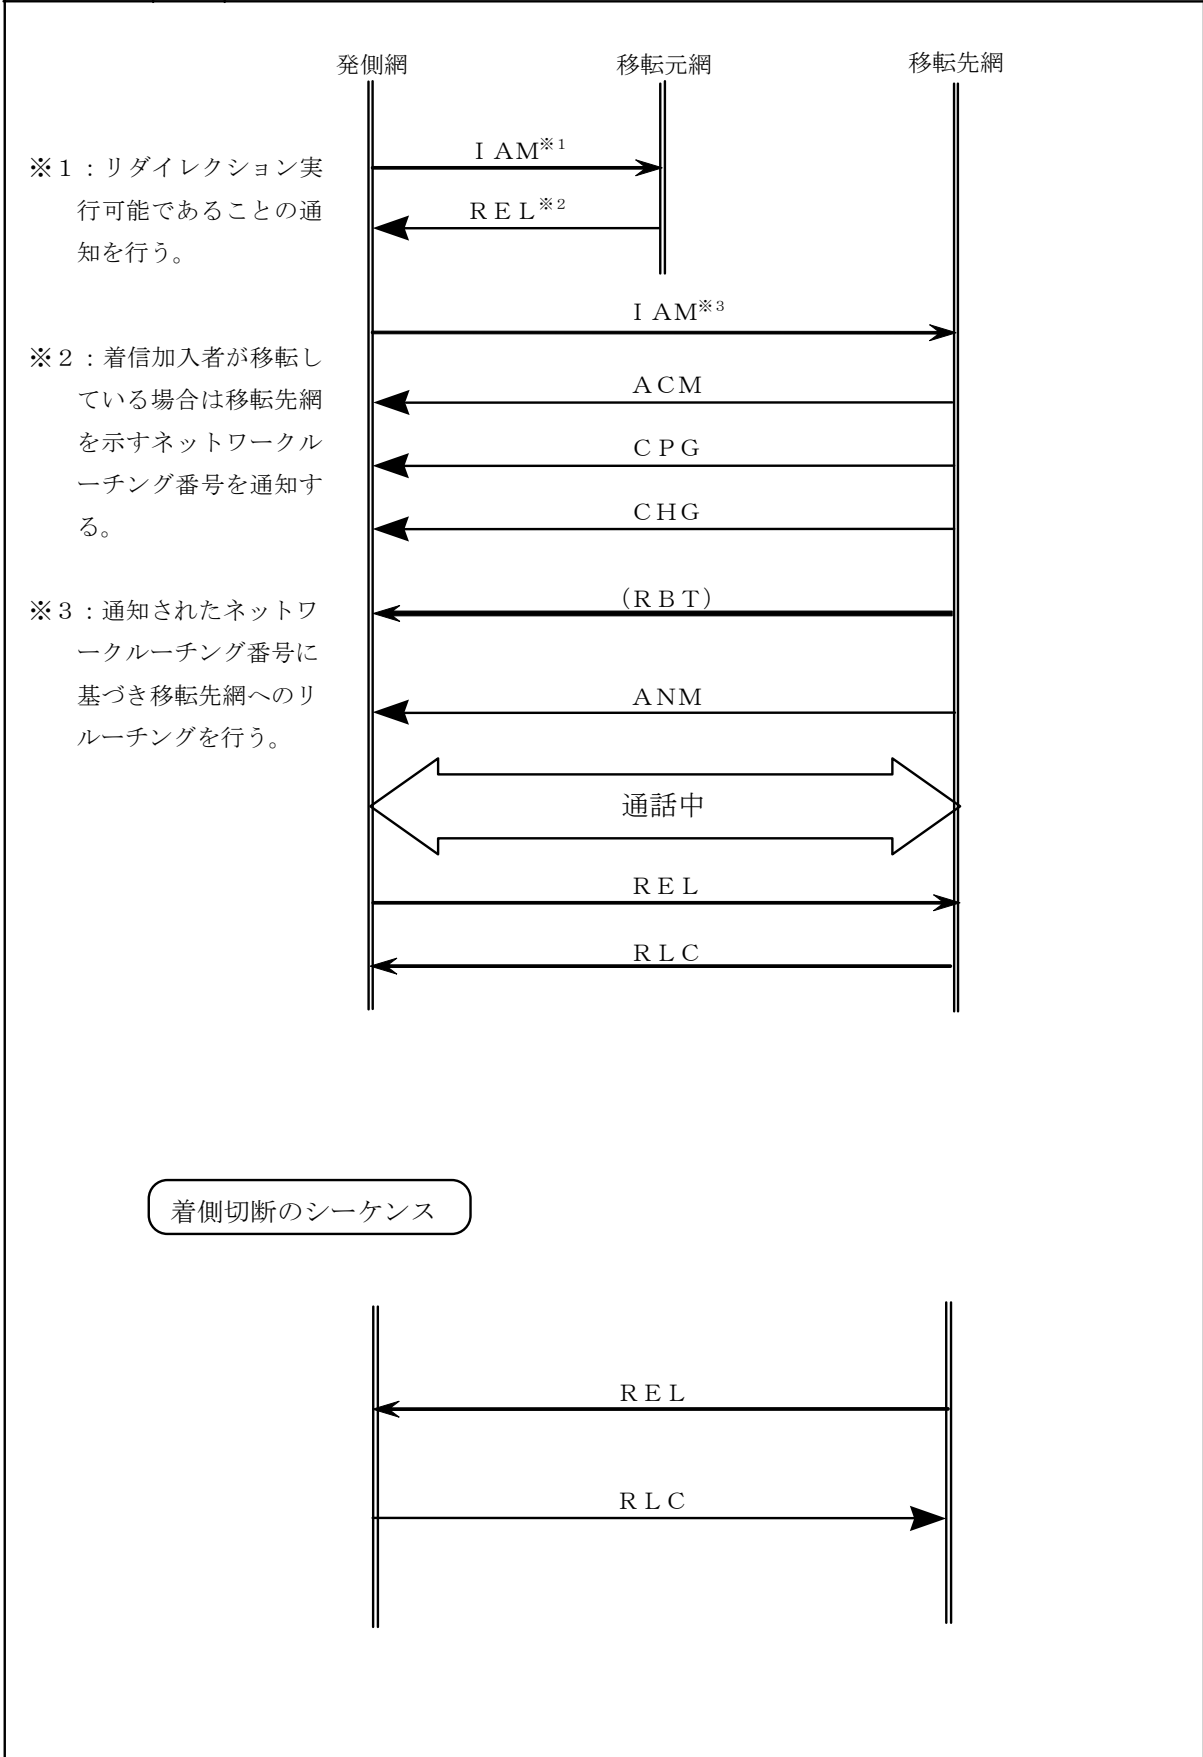 発側網 移転元網 移転先網
ＩＡＭ※１
※１：リダイレクション実
行可能であることの通
知を行う。
ＲＥＬ※２
ＩＡＭ※３
※２：着信加入者が移転し
ている場合は移転先網
を示すネットワークル
ーチング番号を通知す
る。
ＡＣＭ
ＣＰＧ
ＣＨＧ
※３：通知されたネットワ
ークルーチング番号に
基づき移転先網へのリ
ルーチングを行う。
（ＲＢＴ）
ＡＮＭ
通話中
ＲＥＬ
ＲＬＣ
着側切断のシーケンス
ＲＥＬ
ＲＬＣ